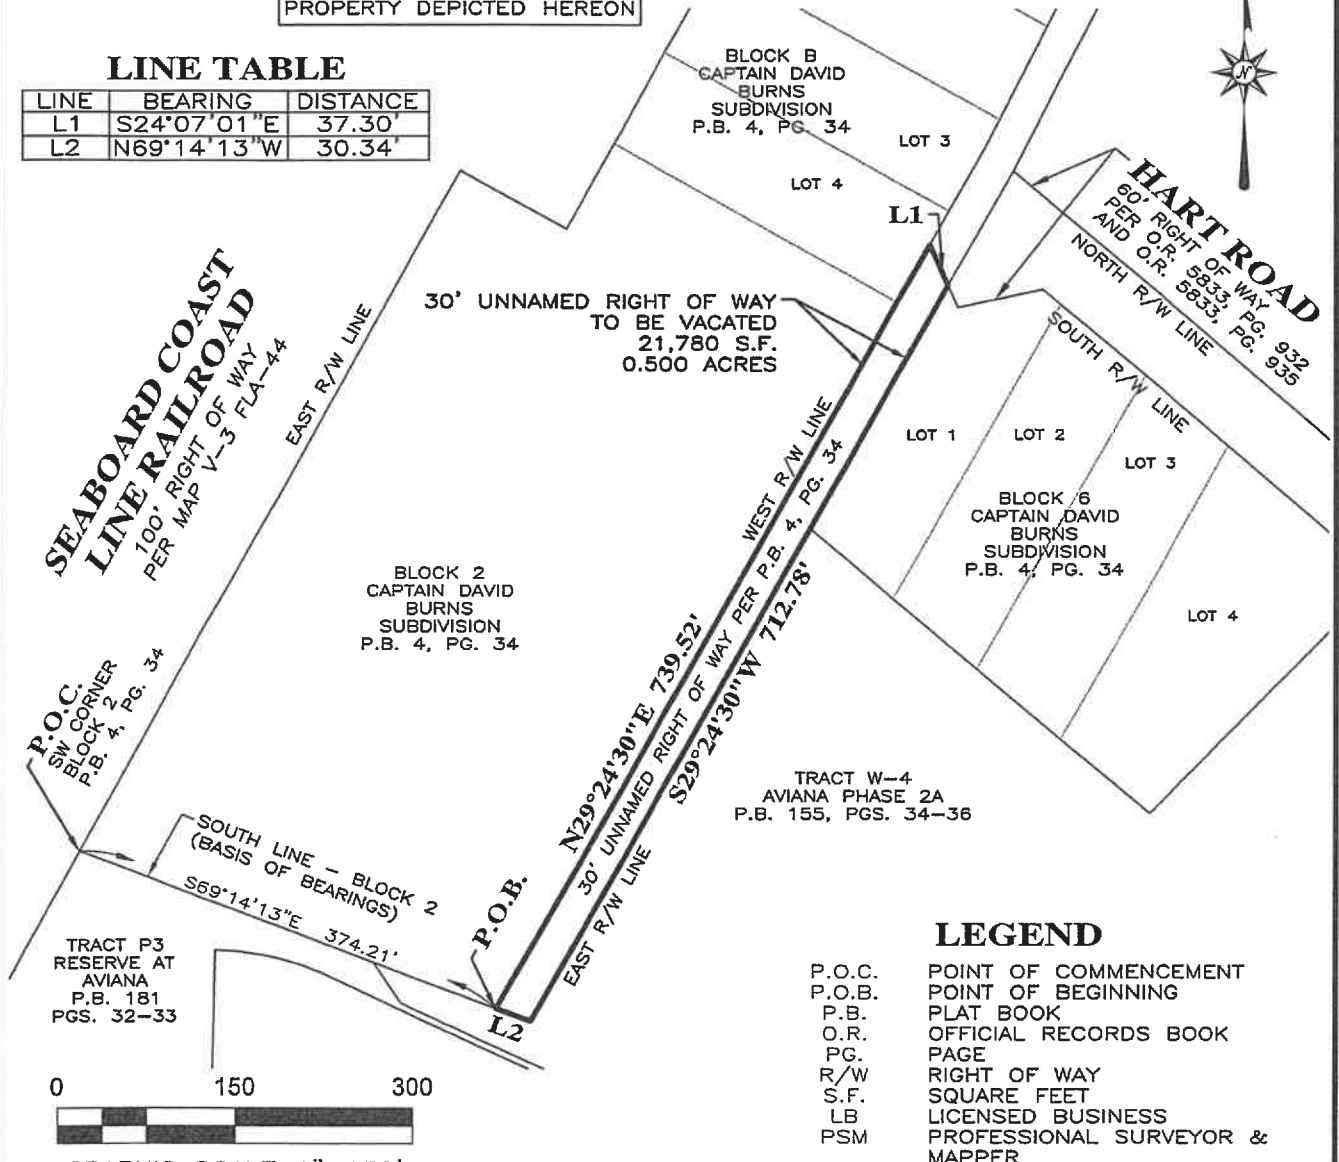 PROPERTY DEPICTED HEREON
LINE TABLE
LINE BEARING DISTANCE
L1 S24°07'01"E 37.30'
L2 N69°14'13"W 30.34'
BLOCK B
CAPTAIN DAVID
BURNS
SUBDIVISION
P.B. 4, PG. 34
LOT 3
LOT 4
L1
N
HART ROAD
60' RIGHT OF WAY
PER O.R. 5833, PG. 932
AND O.R. 5833, PG. 935
NORTH R/W LINE
SOUTH R/W LINE
30' UNNAMED RIGHT OF WAY
TO BE VACATED
21,780 S.F.
0.500 ACRES
SEABOARD COAST
LINE RAILROAD
100' RIGHT OF WAY
PER MAP V-3 FLA-44
EAST R/W LINE
WEST R/W LINE
LOT 1
LOT 2
LOT 3
LOT 4
BLOCK 6
CAPTAIN DAVID
BURNS
SUBDIVISION
P.B. 4, PG. 34
BLOCK 2
CAPTAIN DAVID
BURNS
SUBDIVISION
P.B. 4, PG. 34
N29°24'30"E 739.52'
30' UNNAMED RIGHT OF WAY PER P.B. 4, PG. 34
S29°24'30"W 712.78'
EAST R/W LINE
P.O.C.
SW CORNER
BLOCK 2
P.B. 4, PG. 34
TRACT W-4
AVIANA PHASE 2A
P.B. 155, PGS. 34-36
SOUTH LINE - BLOCK 2
(BASIS OF BEARINGS)
S69°14'13"E 374.21'
P.O.B.
L2
TRACT P3
RESERVE AT
AVIANA
P.B. 181
PGS. 32-33
0 150 300
LEGEND
P.O.C. POINT OF COMMENCEMENT
P.O.B. POINT OF BEGINNING
P.B. PLAT BOOK
O.R. OFFICIAL RECORDS BOOK
PG. PAGE
R/W RIGHT OF WAY
S.F. SQUARE FEET
LB LICENSED BUSINESS
PSM PROFESSIONAL SURVEYOR &
MAPPER